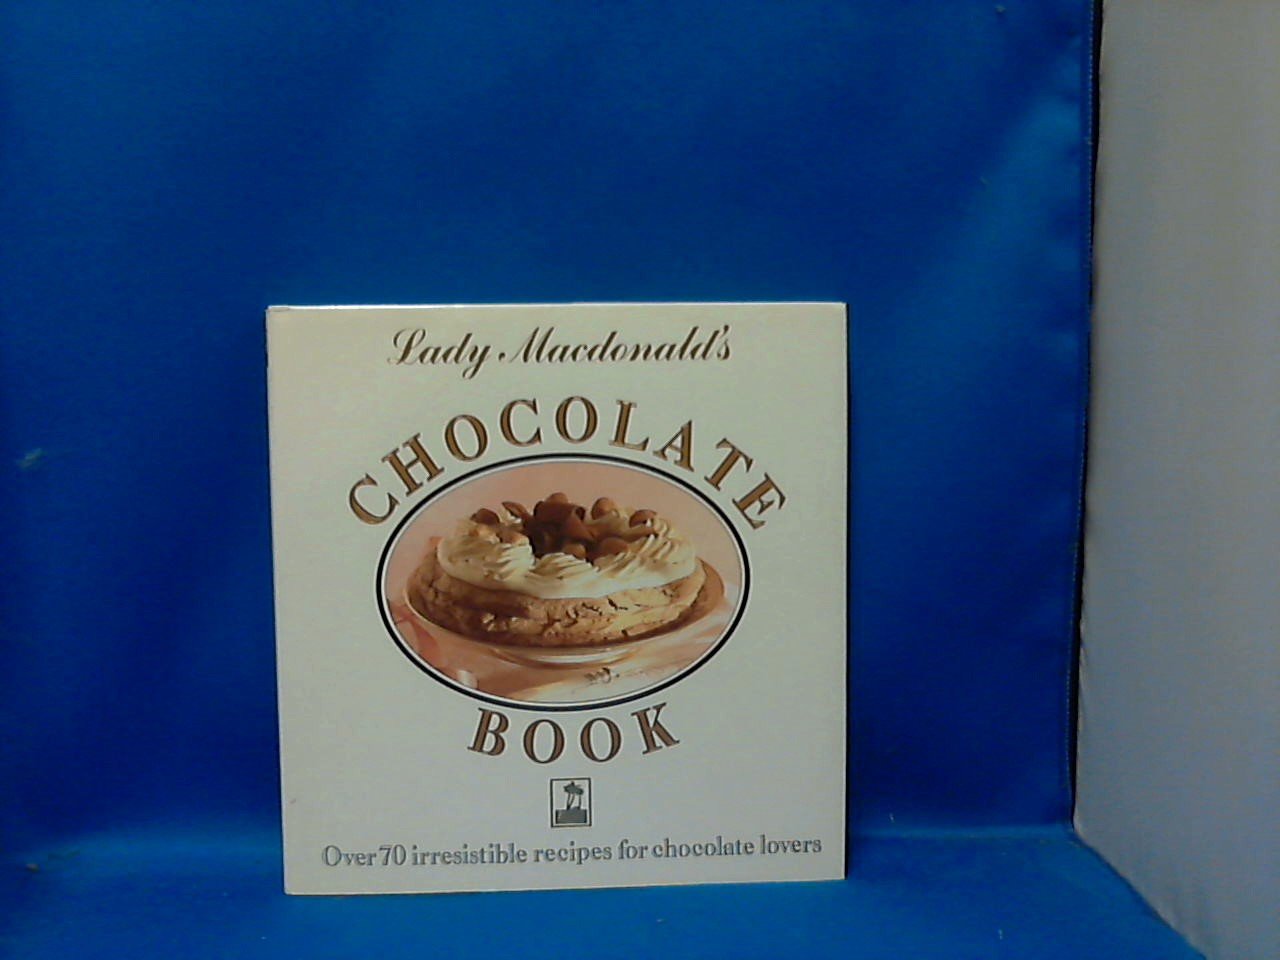 Lady Macdonald's
CHOCOLATE
BOOK
Over 70 irresistible recipes for chocolate lovers